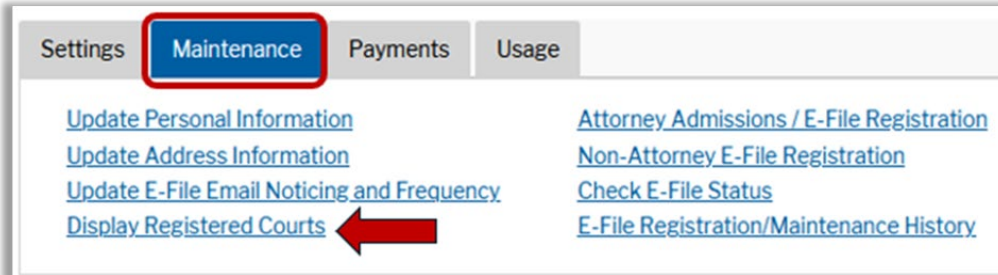 Settings Maintenance Payments Usage
Update Personal Information
Update Address Information
Update E-File Email Noticing and Frequency
Display Registered Courts
Attorney Admissions / E-File Registration
Non-Attorney E-File Registration
Check E-File Status
E-File Registration/Maintenance History